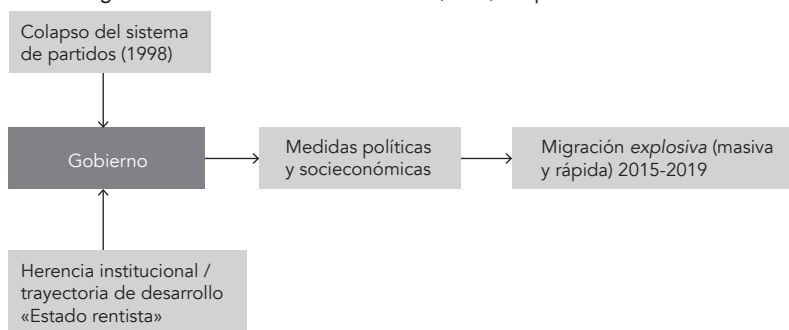 Colapso del sistema
de partidos (1998)
Gobierno
Medidas políticas
y socioeconómicas
Migración explosiva (masiva
y rápida) 2015-2019
Herencia institucional /
trayectoria de desarrollo
«Estado rentista»